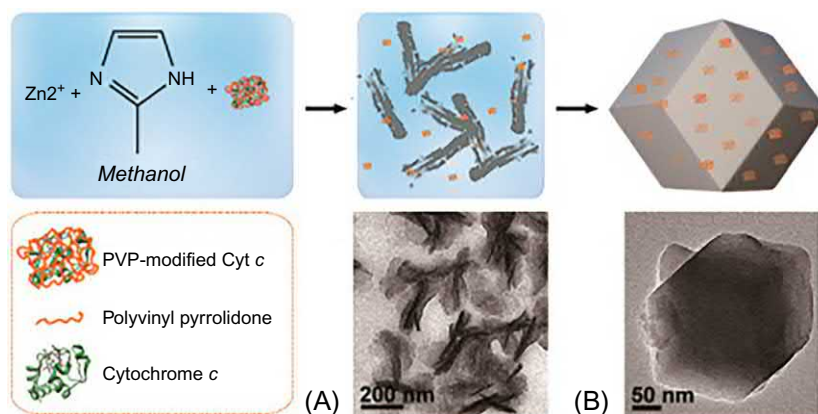 Zn2+ +
N
NH
+
Methanol
PVP-modified Cyt c
Polyvinyl pyrrolidone
Cytochrome c
(A)
200 nm
(B)
50 nm